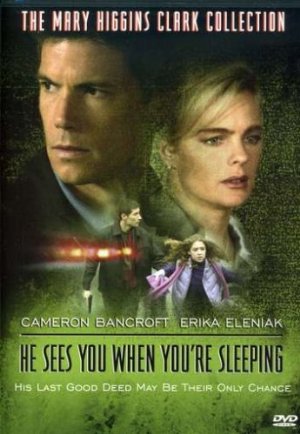 THE MARY HIGGINS CLARK COLLECTION
CAMERON BANCROFT ERIKA ELENIAK
HE SEES YOU WHEN YOU'RE SLEEPING
HIS LAST GOOD DEED MAY BE THEIR ONLY CHANCE
DVD